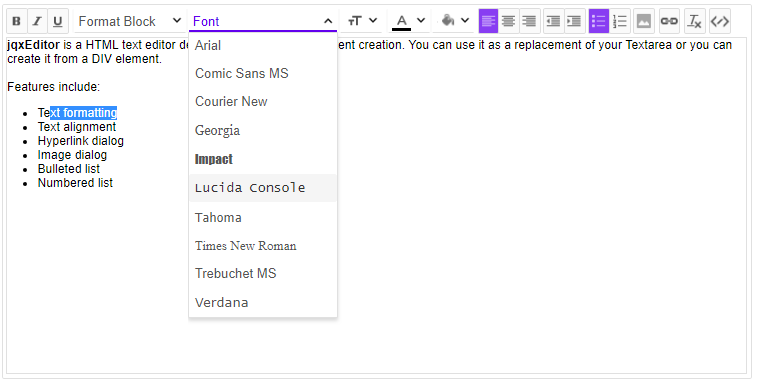 B I U Format Block Font TT A
jqxEditor is a HTML text editor de ent creation. You can use it as a replacement of your Textarea or you can
create it from a DIV element.
Features include:
Text formatting
Text alignment
Hyperlink dialog
Image dialog
Bulleted list
Numbered list
Arial
Comic Sans MS
Courier New
Georgia
Impact
Lucida Console
Tahoma
Times New Roman
Trebuchet MS
Verdana